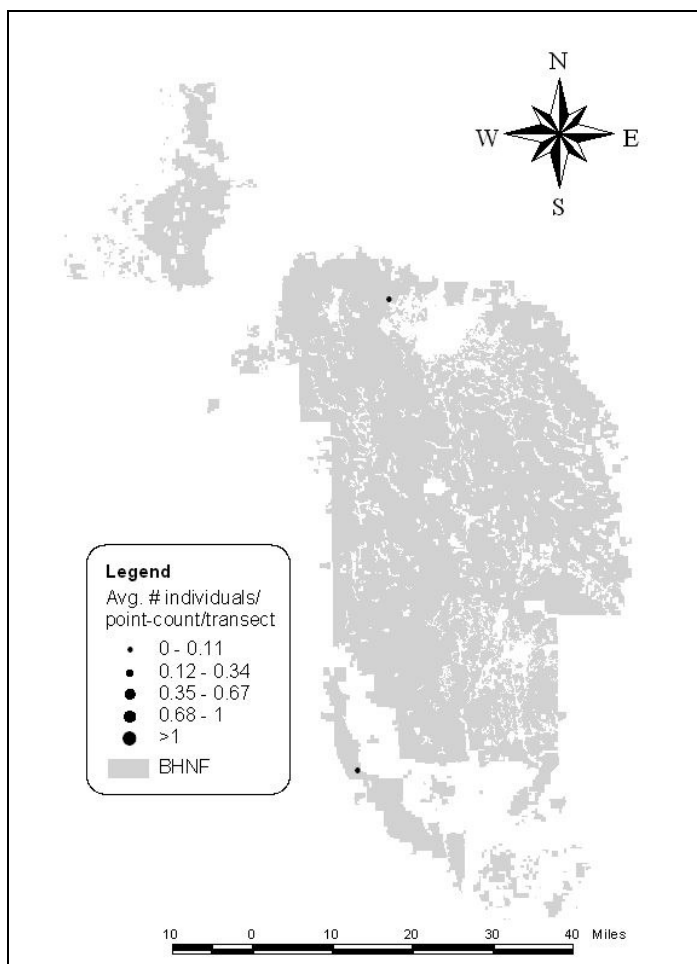 N
W E
S
Legend
Avg. # individuals/
point-count/transect
0 - 0.11
0.12 - 0.34
0.35 - 0.67
0.68 - 1
>1
BHNF
10 0 10 20 30 40 Miles